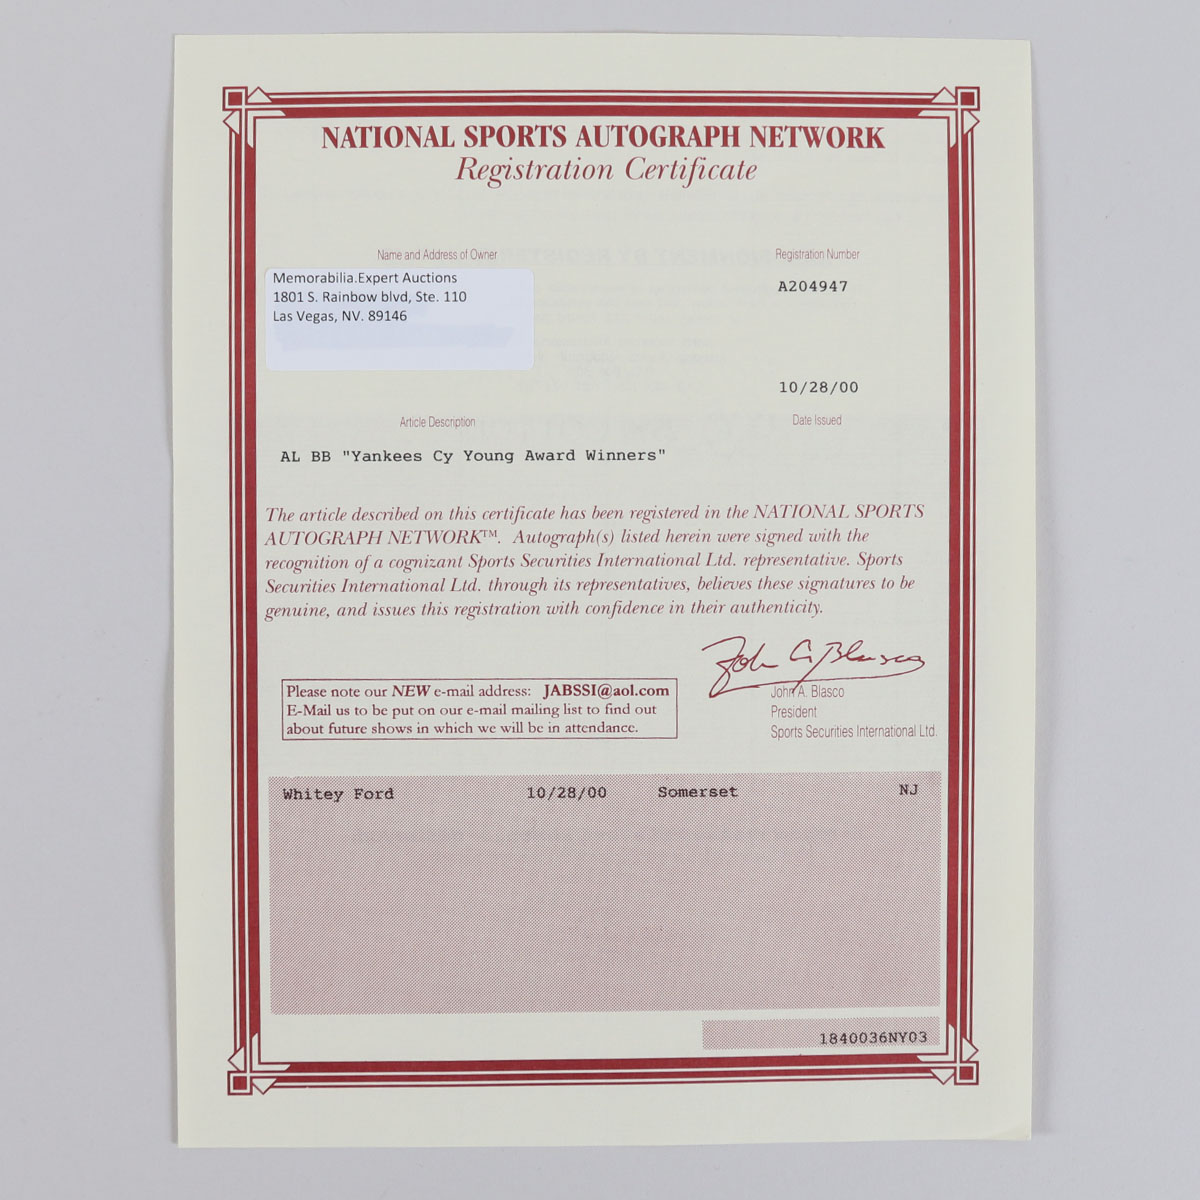 NATIONAL SPORTS AUTOGRAPH NETWORK
Registration Certificate
Name and Address of Owner
Memorabilia.Expert Auctions
1801 S. Rainbow blvd, Ste. 110
Las Vegas, NV. 89146
Registration Number
A204947
10/28/00
Date Issued
Article Description
AL BB "Yankees Cy Young Award Winners"
The article described on this certificate has been registered in the NATIONAL SPORTS
AUTOGRAPH NETWORK™. Autograph(s) listed herein were signed with the
recognition of a cognizant Sports Securities International Ltd. representative. Sports
Securities International Ltd. through its representatives, believes these signatures to be
genuine, and issues this registration with confidence in their authenticity.
John A. Blasco
John A. Blasco
President
Sports Securities International Ltd.
Please note our NEW e-mail address: JABSSI@aol.com
E-Mail us to be put on our e-mail mailing list to find out
about future shows in which we will be in attendance.
Whitey Ford 10/28/00 Somerset NJ
1840036NY03